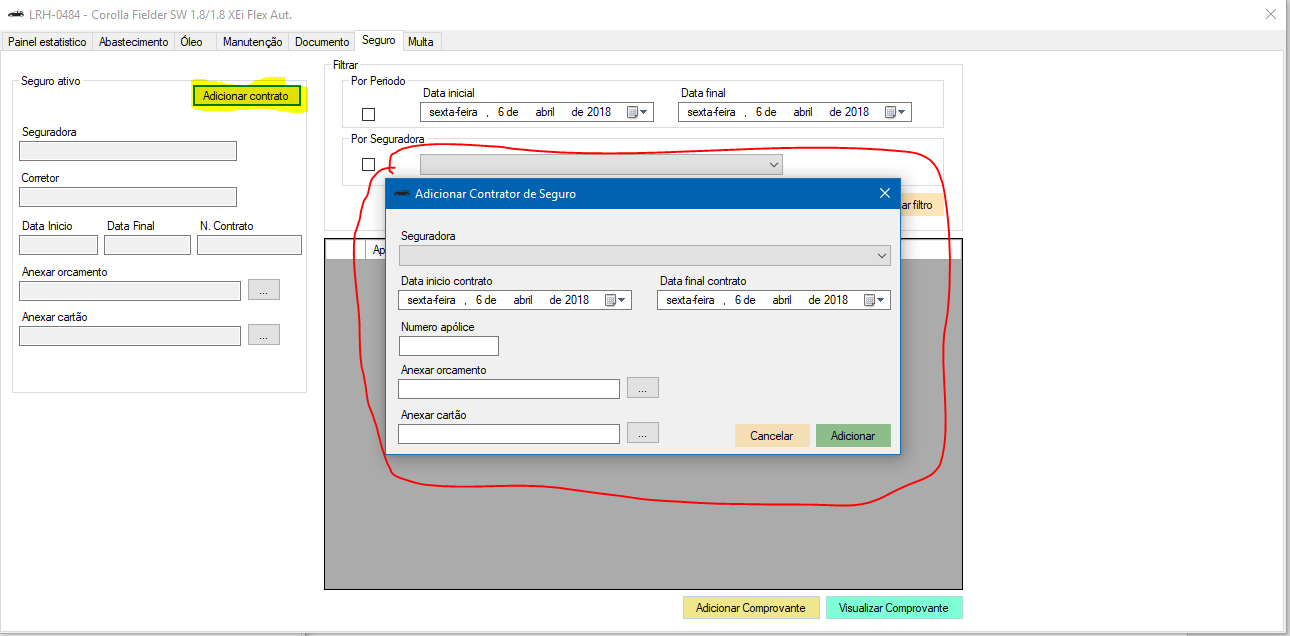 LRH-0484 - Corolla Fielder SW 1.8/1.8 XEi Flex Aut.
Painel estatistico Abastecimento Óleo Manutenção Documento Seguro Multa
Seguro ativo
Adicionar contrato
Seguradora
Corretor
Data Inicio Data Final N. Contrato
Anexar orcamento
...
Anexar cartão
...
Filtrar
Por Periodo
Data inicial Data final
sexta-feira , 6 de abril de 2018 sexta-feira , 6 de abril de 2018
Por Seguradora
ar filtro
Ap
Adicionar Contrator de Seguro
Seguradora
Data inicio contrato Data final contrato
sexta-feira , 6 de abril de 2018 sexta-feira , 6 de abril de 2018
Numero apólice
Anexar orcamento
...
Anexar cartão
...
Cancelar Adicionar
Adicionar Comprovante Visualizar Comprovante